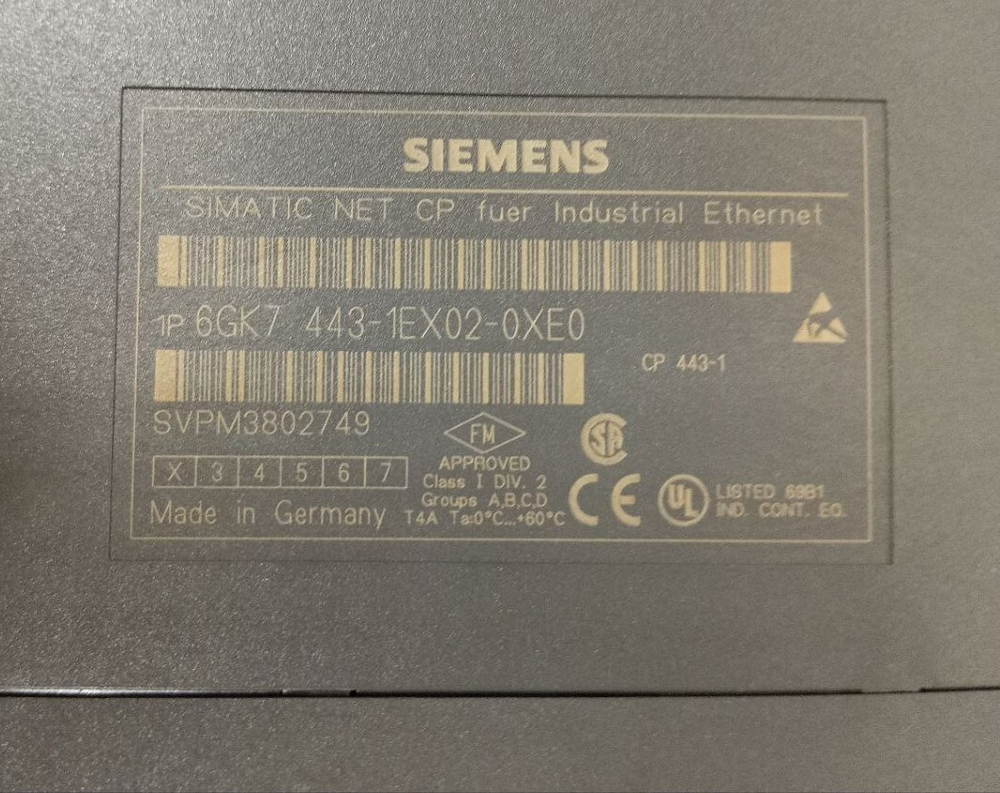 SIEMENS
SIMATIC NET CP fuer Industrial Ethernet
1P 6GK7 443-1EX02-0XE0
CP 443-1
SVPM3802749
X 3 4 5 6 7
Made in Germany
FM
APPROVED
Class I DIV. 2
Groups A,B,C,D
T4A Ta:0°C...+60°C
SA
CE
UL
LISTED 69B1
IND. CONT. EQ.